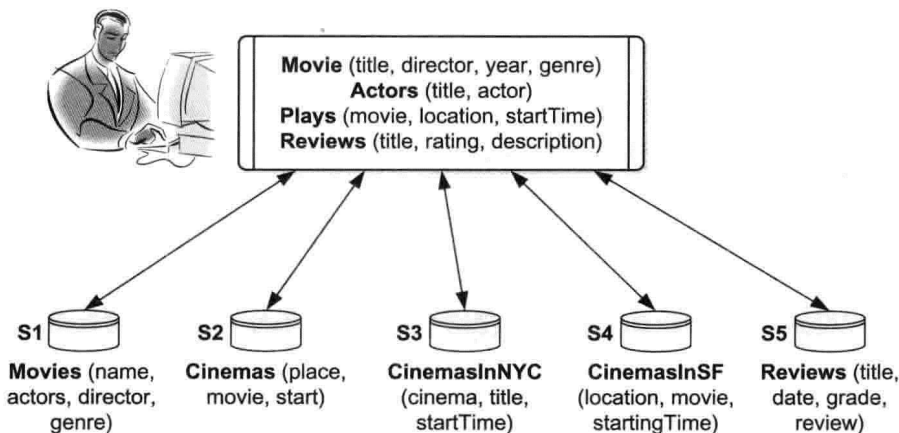 Movie (title, director, year, genre)
Actors (title, actor)
Plays (movie, location, startTime)
Reviews (title, rating, description)
S1
Movies (name,
actors, director,
genre)
S2
Cinemas (place,
movie, start)
S3
CinemasInNYC
(cinema, title,
startTime)
S4
CinemasInSF
(location, movie,
startingTime)
S5
Reviews (title,
date, grade,
review)